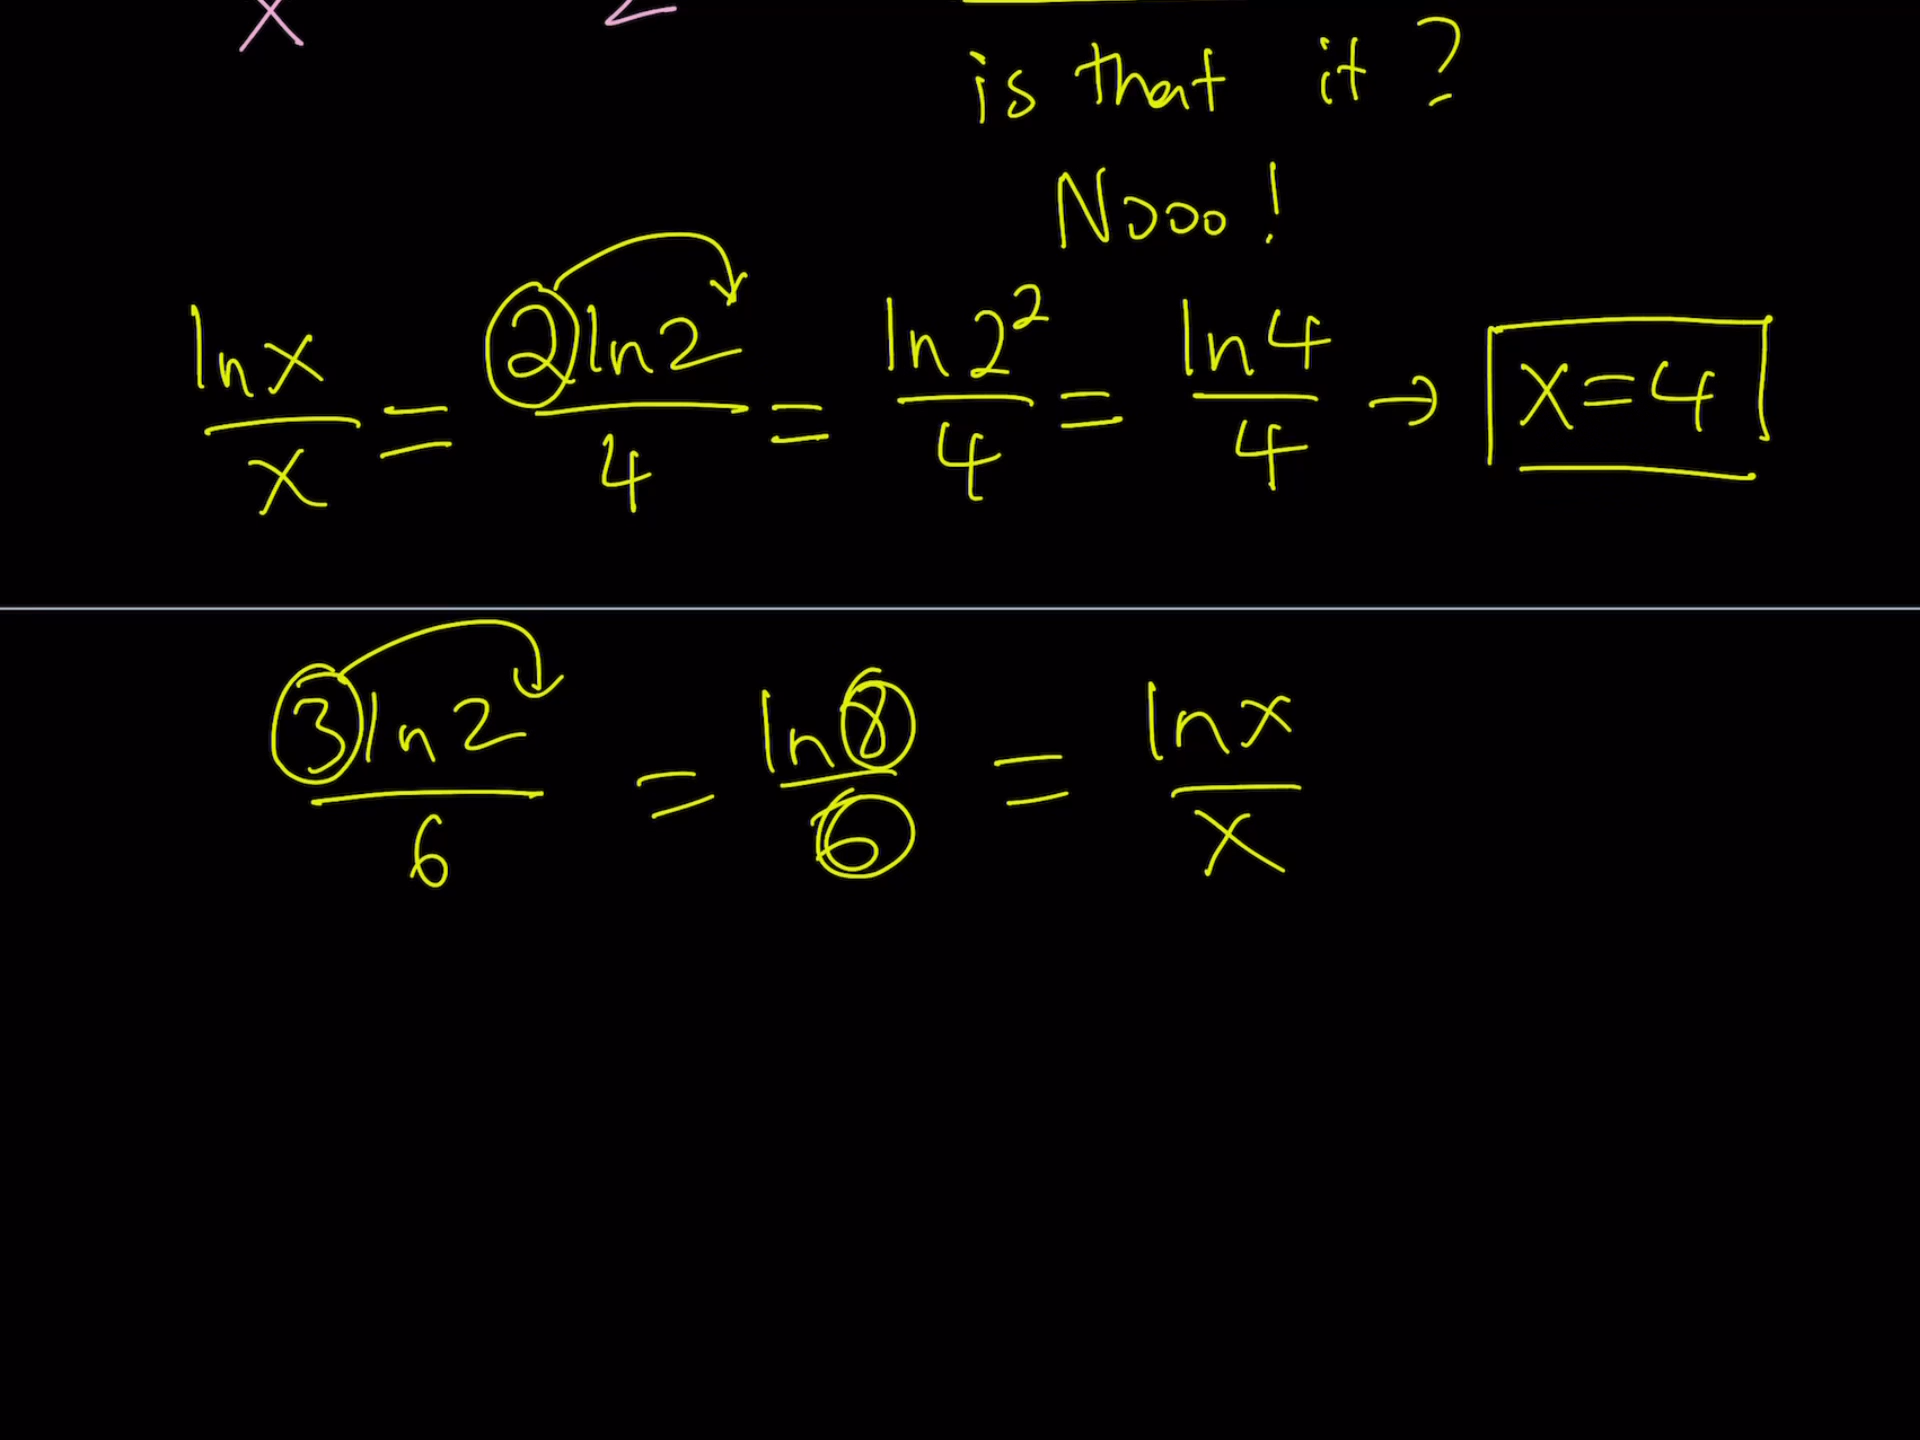 x 2
is that it?
Nooo!
ln x / x = 2 ln 2 / 4 = ln 2² / 4 = ln 4 / 4 → x = 4
3 ln 2 / 6 = ln 8 / 6 = ln x / x